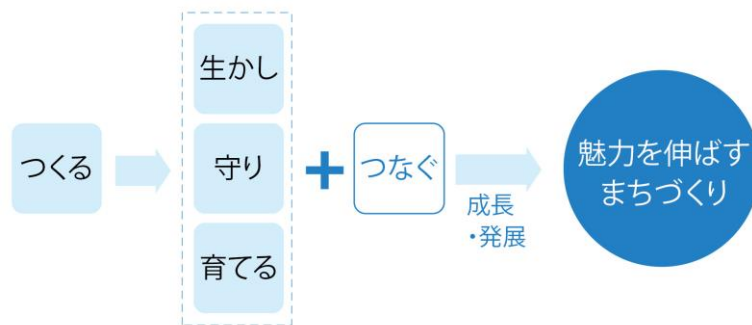 つくる
生かし
守り
育てる
+
つなぐ
成長
・発展
魅力を伸ばす
まちづくり